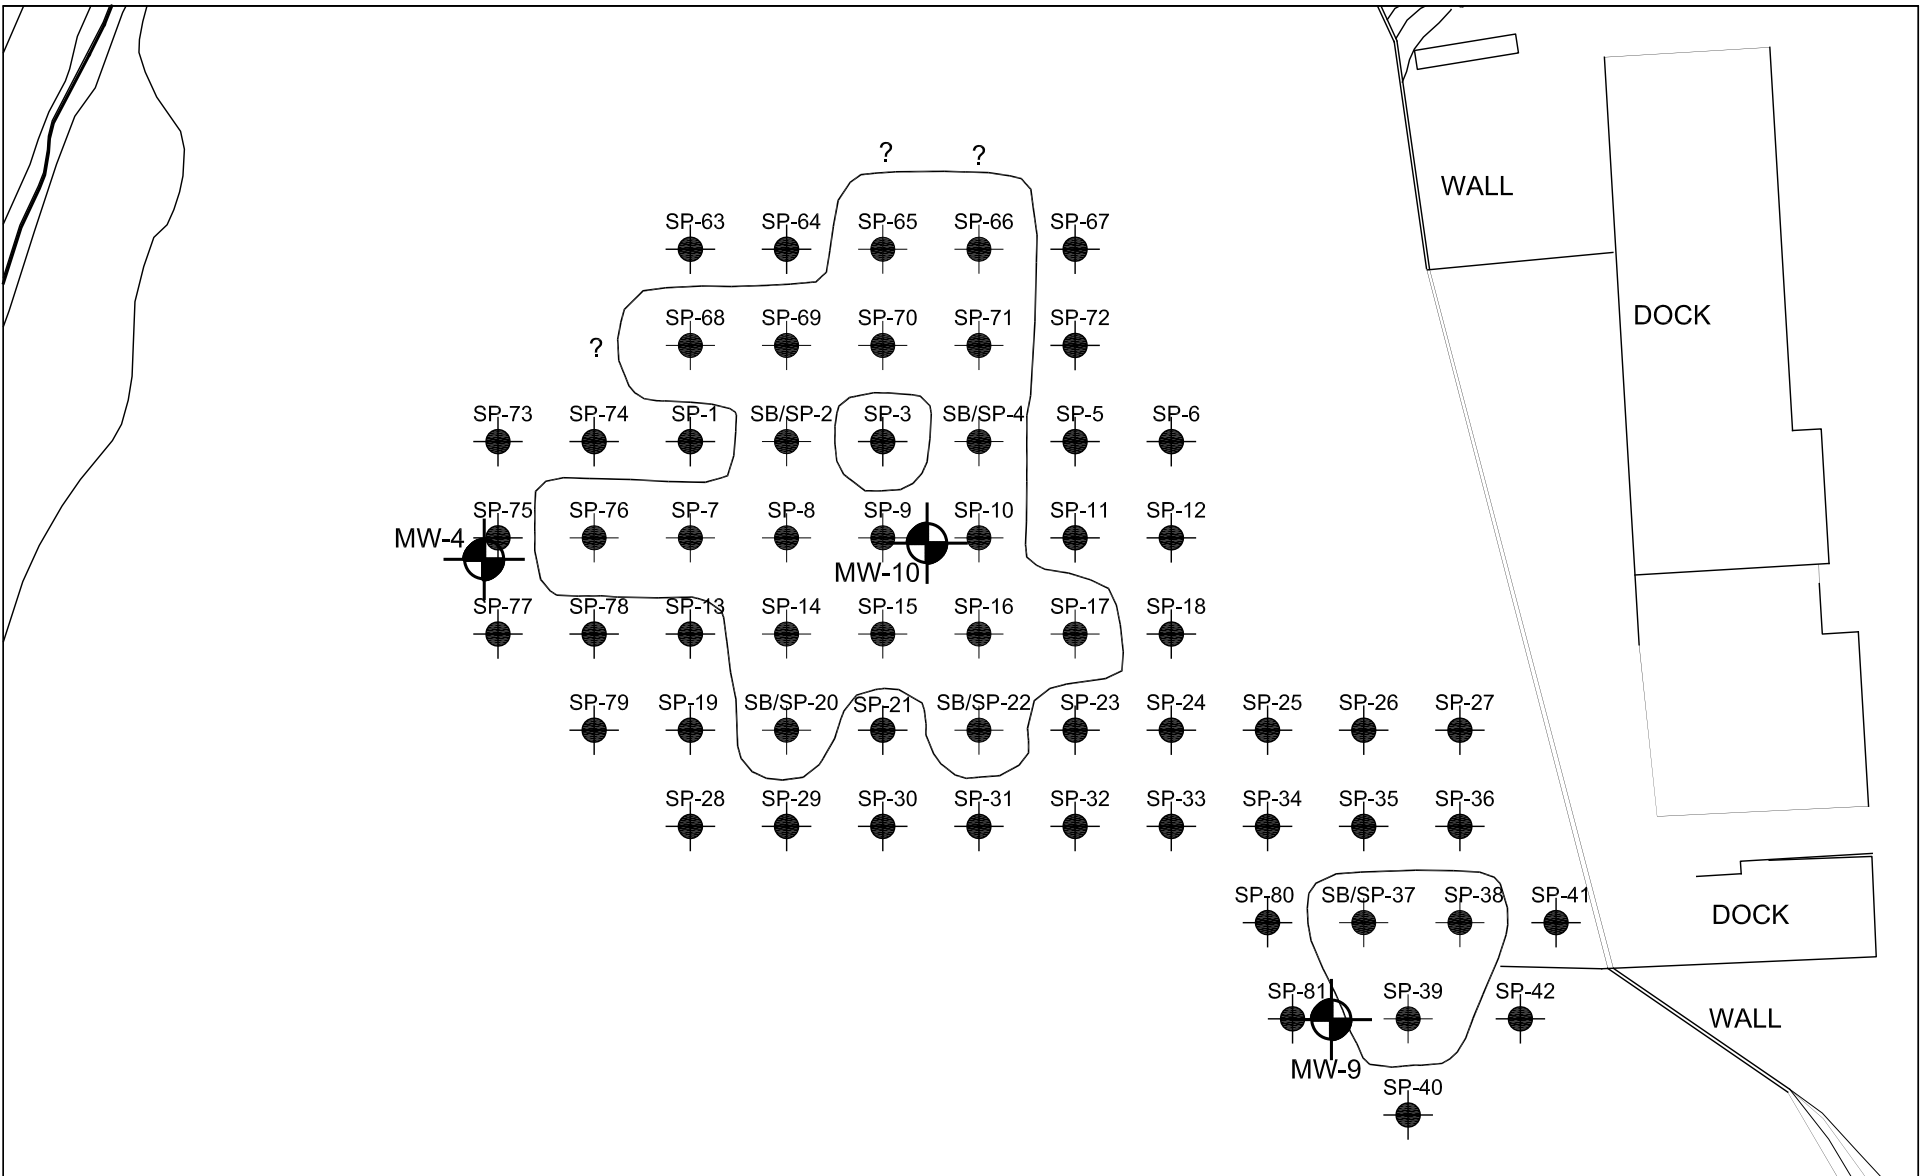 ? ?
WALL
SP-63 SP-64 SP-65 SP-66 SP-67
SP-68 SP-69 SP-70 SP-71 SP-72
DOCK
?
SP-73 SP-74 SP-1 SB/SP-2 SP-3 SB/SP-4 SP-5 SP-6
SP-75 SP-76 SP-7 SP-8 SP-9 SP-10 SP-11 SP-12
MW-4
MW-10
SP-77 SP-78 SP-13 SP-14 SP-15 SP-16 SP-17 SP-18
SP-79 SP-19 SB/SP-20 SP-21 SB/SP-22 SP-23 SP-24 SP-25 SP-26 SP-27
SP-28 SP-29 SP-30 SP-31 SP-32 SP-33 SP-34 SP-35 SP-36
SP-80 SB/SP-37 SP-38 SP-41
DOCK
SP-81 SP-39 SP-42
WALL
MW-9
SP-40